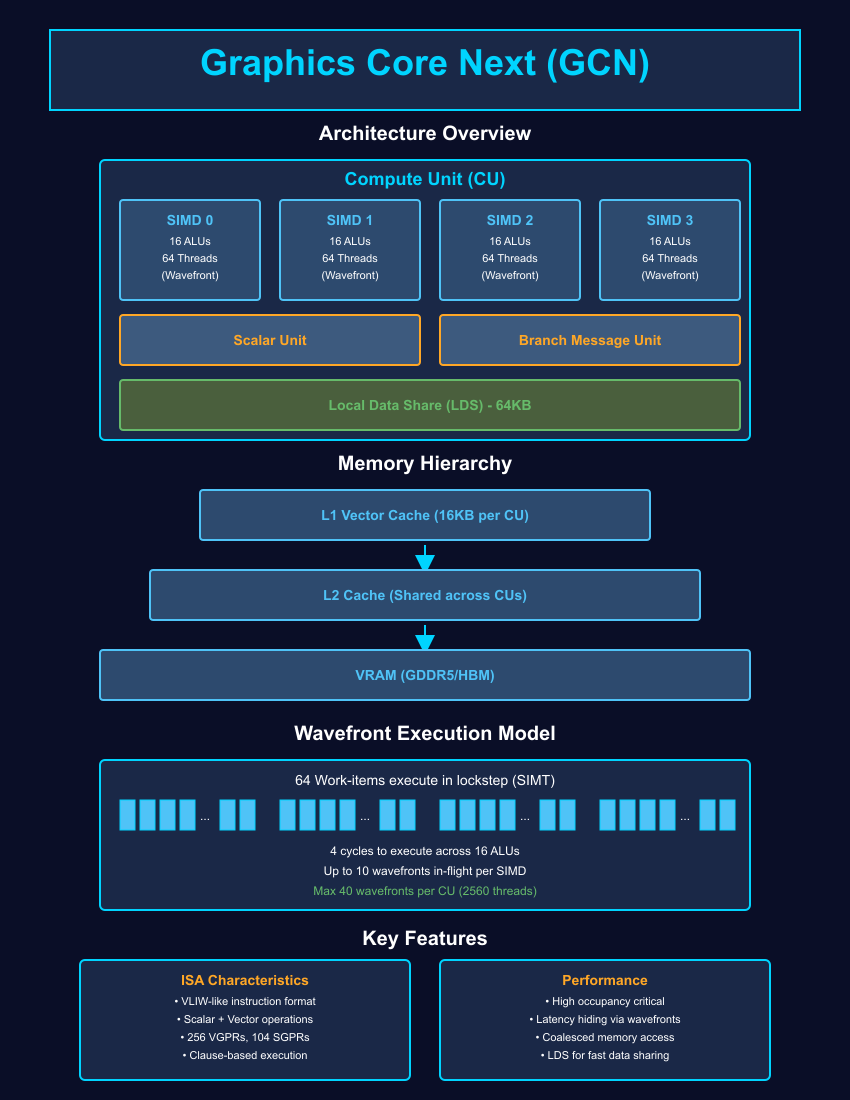 Graphics Core Next (GCN)
Architecture Overview
Compute Unit (CU)
SIMD 0
16 ALUs
64 Threads
(Wavefront)
SIMD 1
16 ALUs
64 Threads
(Wavefront)
SIMD 2
16 ALUs
64 Threads
(Wavefront)
SIMD 3
16 ALUs
64 Threads
(Wavefront)
Scalar Unit
Branch Message Unit
Local Data Share (LDS) - 64KB
Memory Hierarchy
L1 Vector Cache (16KB per CU)
L2 Cache (Shared across CUs)
VRAM (GDDR5/HBM)
Wavefront Execution Model
64 Work-items execute in lockstep (SIMT)
... ... ... ...
4 cycles to execute across 16 ALUs
Up to 10 wavefronts in-flight per SIMD
Max 40 wavefronts per CU (2560 threads)
Key Features
ISA Characteristics
• VLIW-like instruction format
• Scalar + Vector operations
• 256 VGPRs, 104 SGPRs
• Clause-based execution
Performance
• High occupancy critical
• Latency hiding via wavefronts
• Coalesced memory access
• LDS for fast data sharing